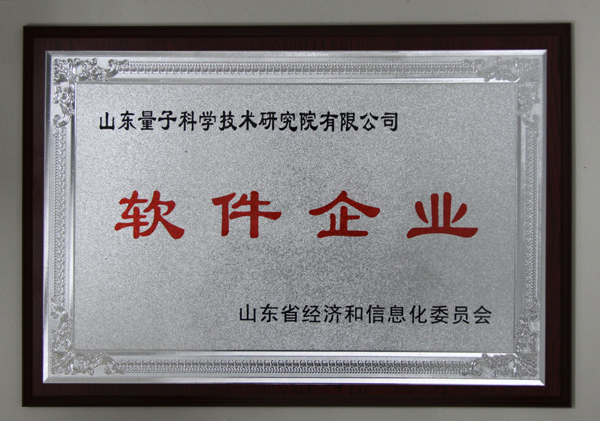 山东量子科学技术研究院有限公司
软件企业
山东省经济和信息化委员会